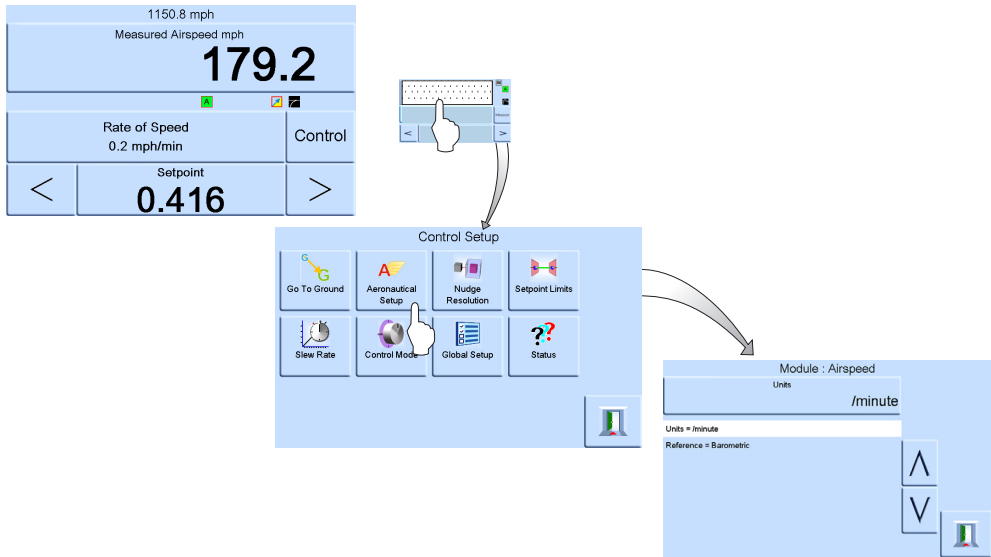 1150.8 mph
Measured Airspeed mph
179.2
A
Rate of Speed
0.2 mph/min
Control
<
Setpoint
0.416
>
A
<
>
Control Setup
G
G
Go To Ground
A
Aeronautical
Setup
Nudge
Resolution
Setpoint Limits
Slew Rate
Control Mode
Global Setup
???
Status
Module : Airspeed
Units
/minute
Units = /minute
Reference = Barometric